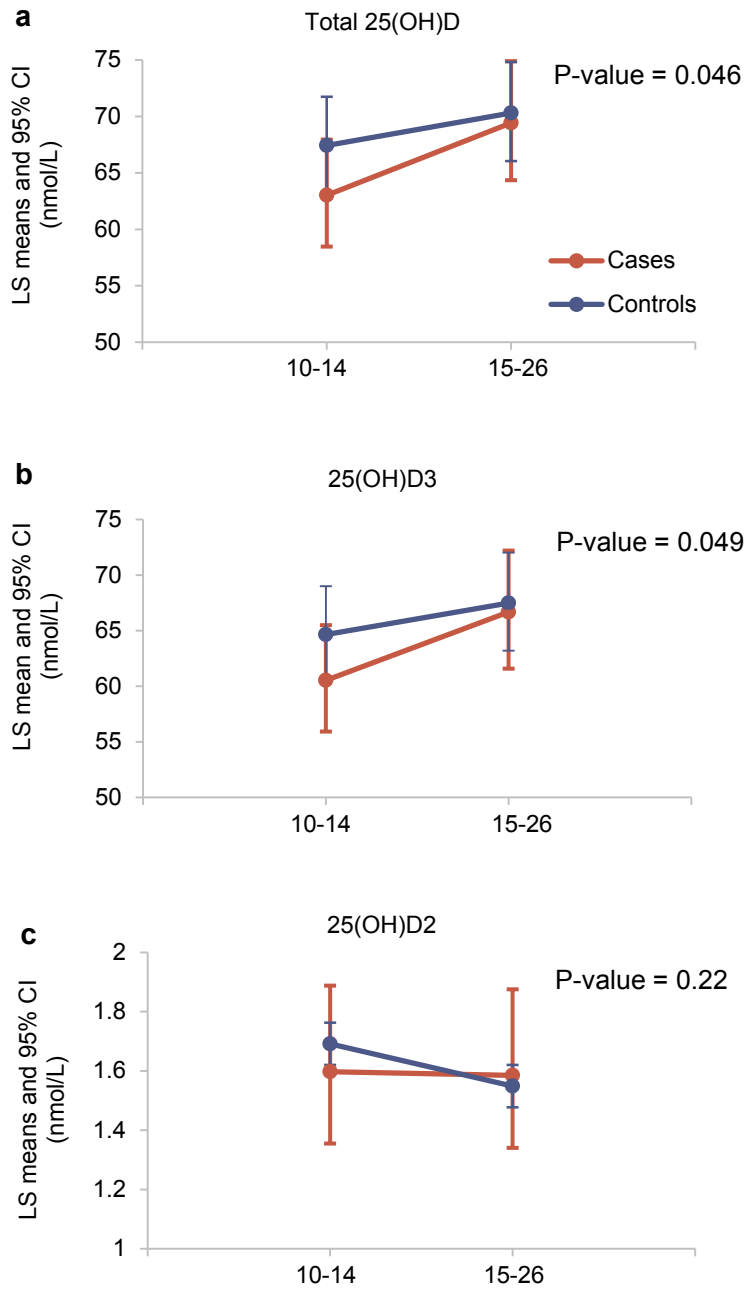 a
Total 25(OH)D
P-value = 0.046
LS means and 95% CI
(nmol/L)
75
70
65
60
55
50
Cases
Controls
10-14
15-26
b
25(OH)D3
P-value = 0.049
LS mean and 95% CI
(nmol/L)
75
70
65
60
55
50
10-14
15-26
c
25(OH)D2
P-value = 0.22
LS means and 95% CI
(nmol/L)
2
1.8
1.6
1.4
1.2
1
10-14
15-26